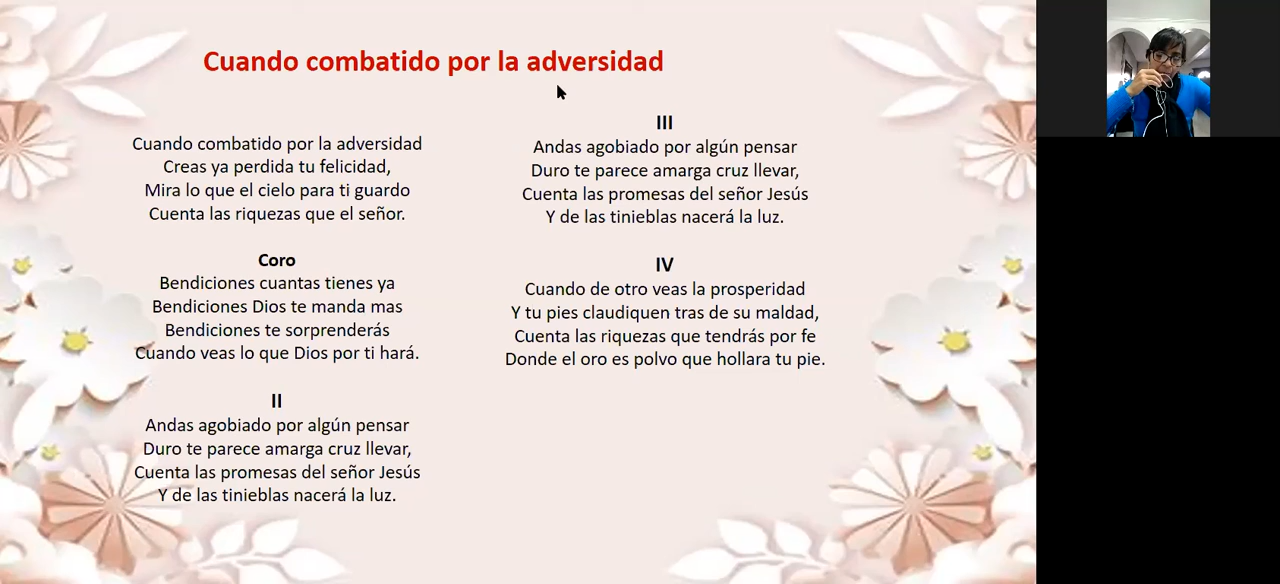 Cuando combatido por la adversidad
Cuando combatido por la adversidad
Creas ya perdida tu felicidad,
Mira lo que el cielo para ti guardo
Cuenta las riquezas que el señor.
Coro
Bendiciones cuantas tienes ya
Bendiciones Dios te manda mas
Bendiciones te sorprenderás
Cuando veas lo que Dios por ti hará.
II
Andas agobiado por algún pensar
Duro te parece amarga cruz llevar,
Cuenta las promesas del señor Jesús
Y de las tinieblas nacerá la luz.
III
Andas agobiado por algún pensar
Duro te parece amarga cruz llevar,
Cuenta las promesas del señor Jesús
Y de las tinieblas nacerá la luz.
IV
Cuando de otro veas la prosperidad
Y tu pies claudiquen tras de su maldad,
Cuenta las riquezas que tendrás por fe
Donde el oro es polvo que hollara tu pie.